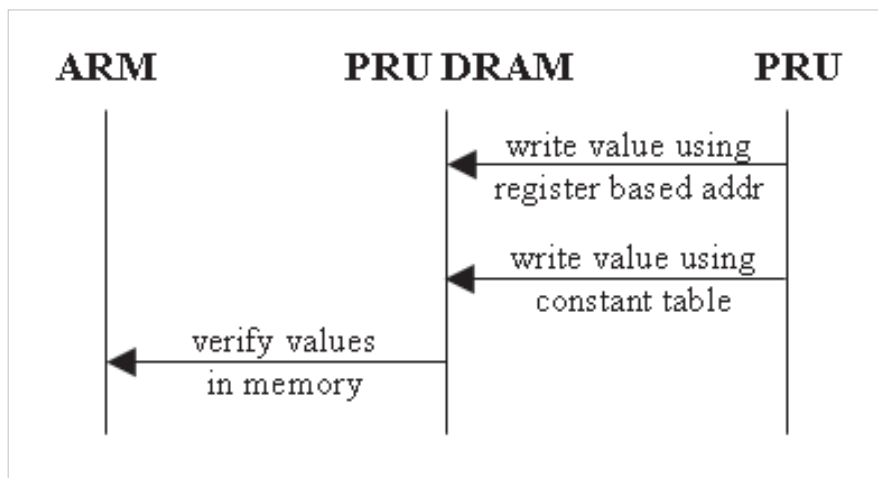 ARM PRU DRAM PRU
write value using
register based addr
write value using
constant table
verify values
in memory